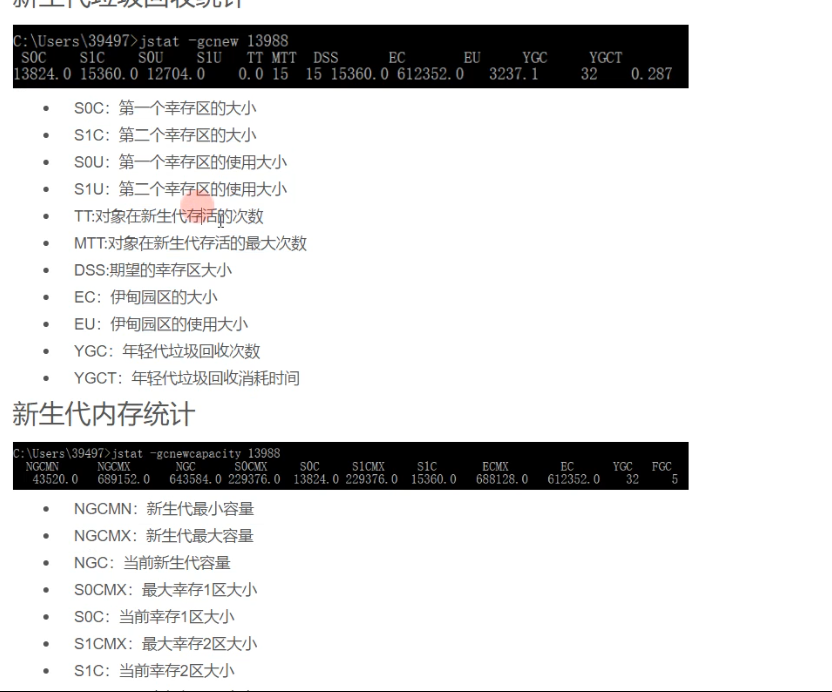 新生代垃圾回收统计
C:\Users\39497>jstat -gcnew 13988
S0C S1C S0U S1U TT MTT DSS EC EU YGC YGCT
13824.0 15360.0 12704.0 0.0 15 15 15360.0 612352.0 3237.1 32 0.287
• S0C：第一个幸存区的大小
• S1C：第二个幸存区的大小
• S0U：第一个幸存区的使用大小
• S1U：第二个幸存区的使用大小
• TT:对象在新生代存活的次数
• MTT:对象在新生代存活的最大次数
• DSS:期望的幸存区大小
• EC：伊甸园区的大小
• EU：伊甸园区的使用大小
• YGC：年轻代垃圾回收次数
• YGCT：年轻代垃圾回收消耗时间
新生代内存统计
C:\Users\39497>jstat -gcnewcapacity 13988
NGCMN NGCMX NGC S0CMX S0C S1CMX S1C ECMX EC YGC FGC
43520.0 689152.0 643584.0 229376.0 13824.0 229376.0 15360.0 688128.0 612352.0 32 5
• NGCMN：新生代最小容量
• NGCMX：新生代最大容量
• NGC：当前新生代容量
• S0CMX：最大幸存1区大小
• S0C：当前幸存1区大小
• S1CMX：最大幸存2区大小
• S1C：当前幸存2区大小